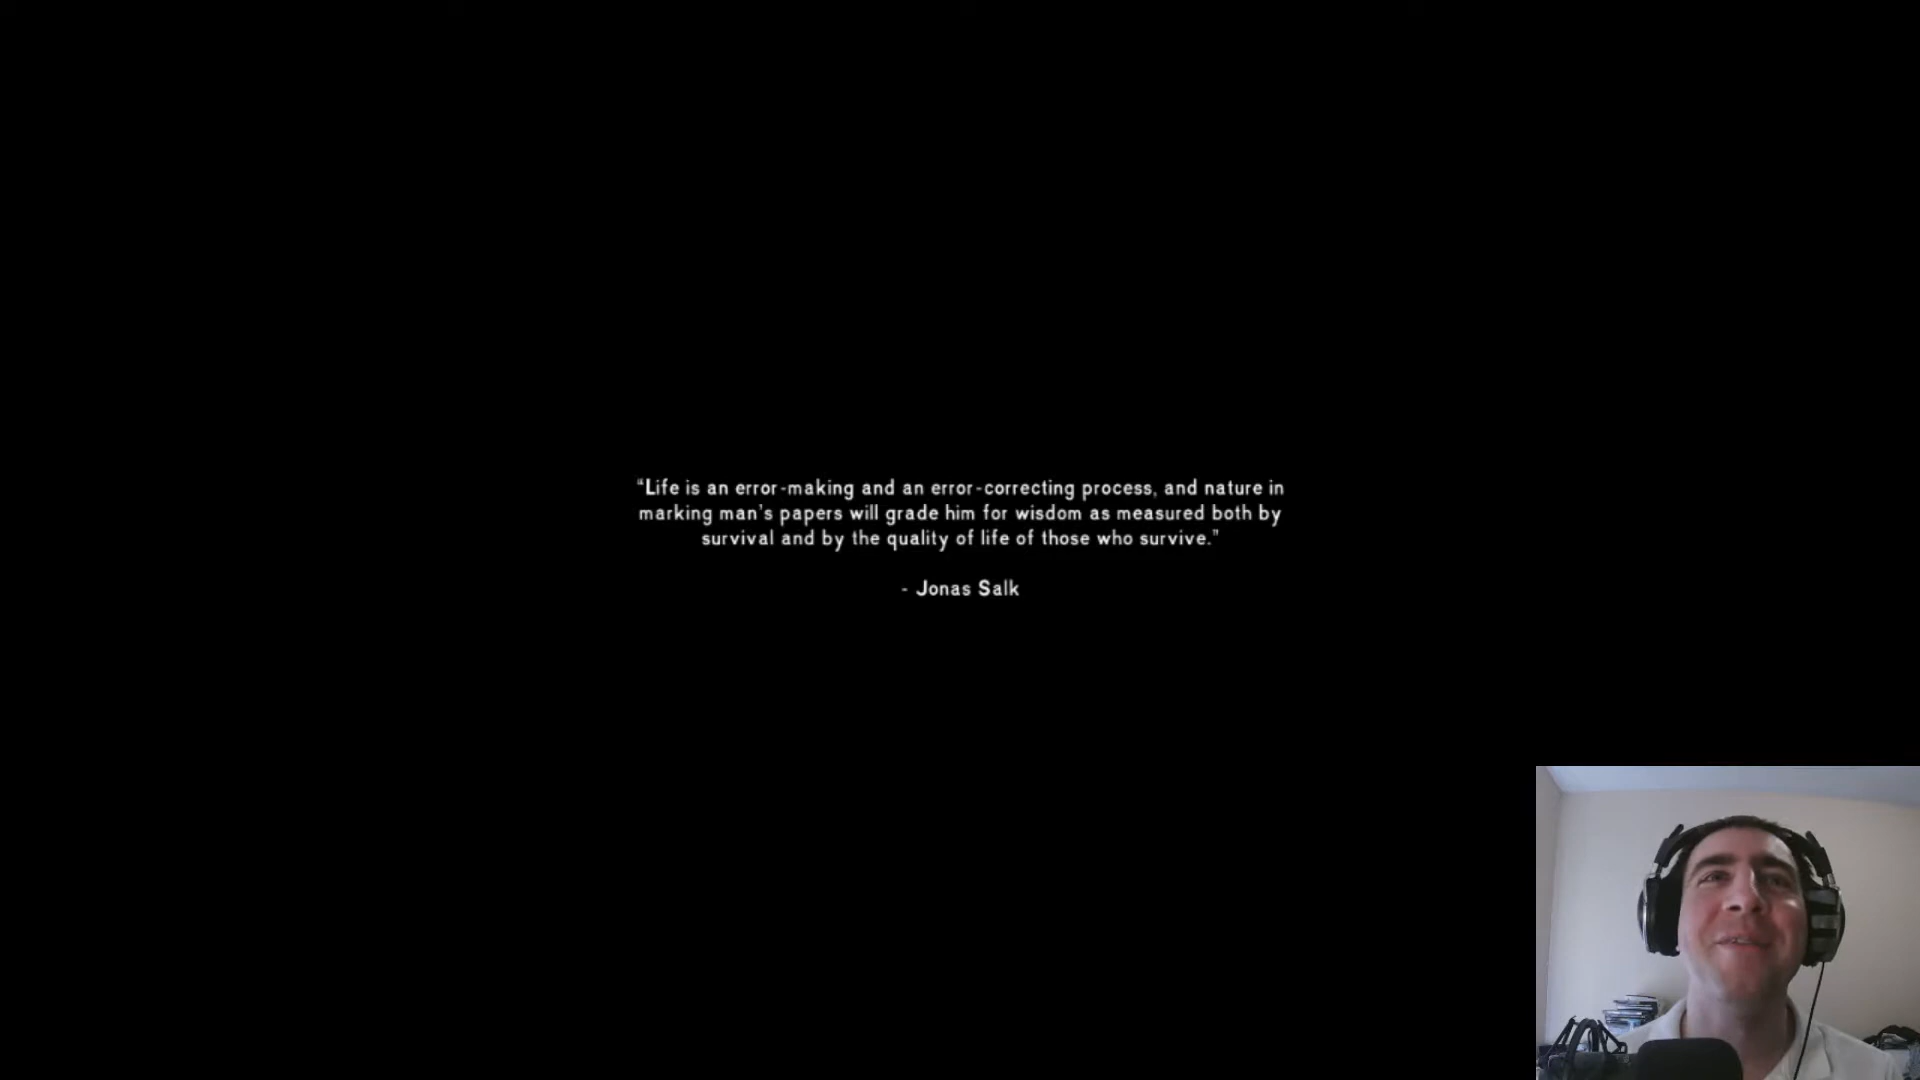 “Life is an error-making and an error-correcting process, and nature in
marking man's papers will grade him for wisdom as measured both by
survival and by the quality of life of those who survive.”
- Jonas Salk